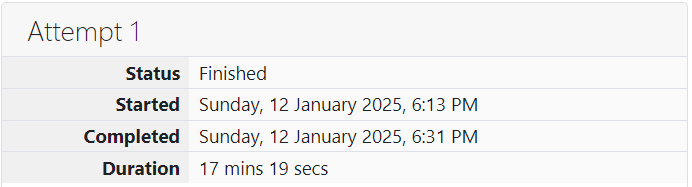 Attempt 1
Status Finished
Started Sunday, 12 January 2025, 6:13 PM
Completed Sunday, 12 January 2025, 6:31 PM
Duration 17 mins 19 secs